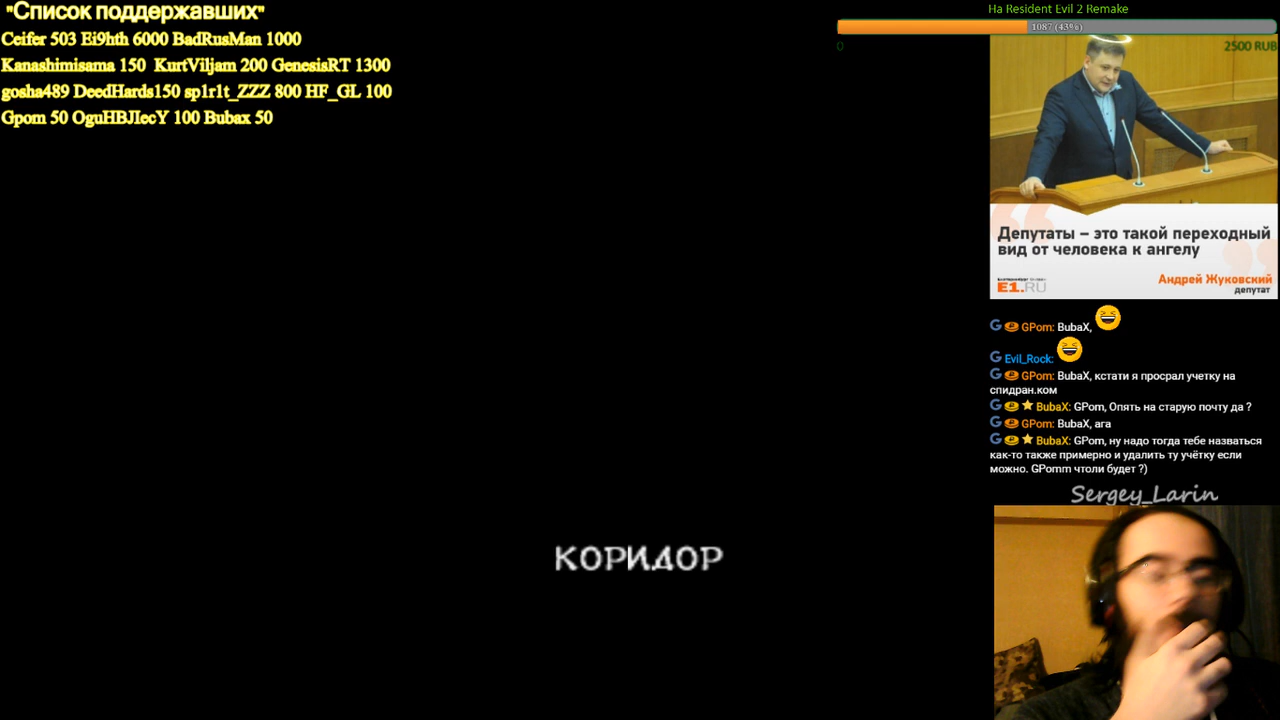 "Список поддержавших"
Ceifer 503 Ei9hth 6000 BadRusMan 1000
Kanashimisama 150 KurtViljam 200 GenesisRT 1300
gosha489 DeedHards150 sp1r1t_ZZZ 800 HF_GL 100
Gpom 50 OguHBJIecY 100 Bubax 50
На Resident Evil 2 Remake
1087 (43%)
0
2500 RUB
Депутаты – это такой переходный
вид от человека к ангелу
Андрей Жуковский
E1.RU
депутат
GPom: BubaX,
Evil_Rock:
GPom: BubaX, кстати я просрал учетку на
спидран.ком
BubaX: GPom, Опять на старую почту да ?
GPom: BubaX, ага
BubaX: GPom, ну надо тогда тебе назваться
как-то также примерно и удалить ту учётку если
можно. GPomm чтоли будет ?)
Sergey_Larin
КОРИДОР